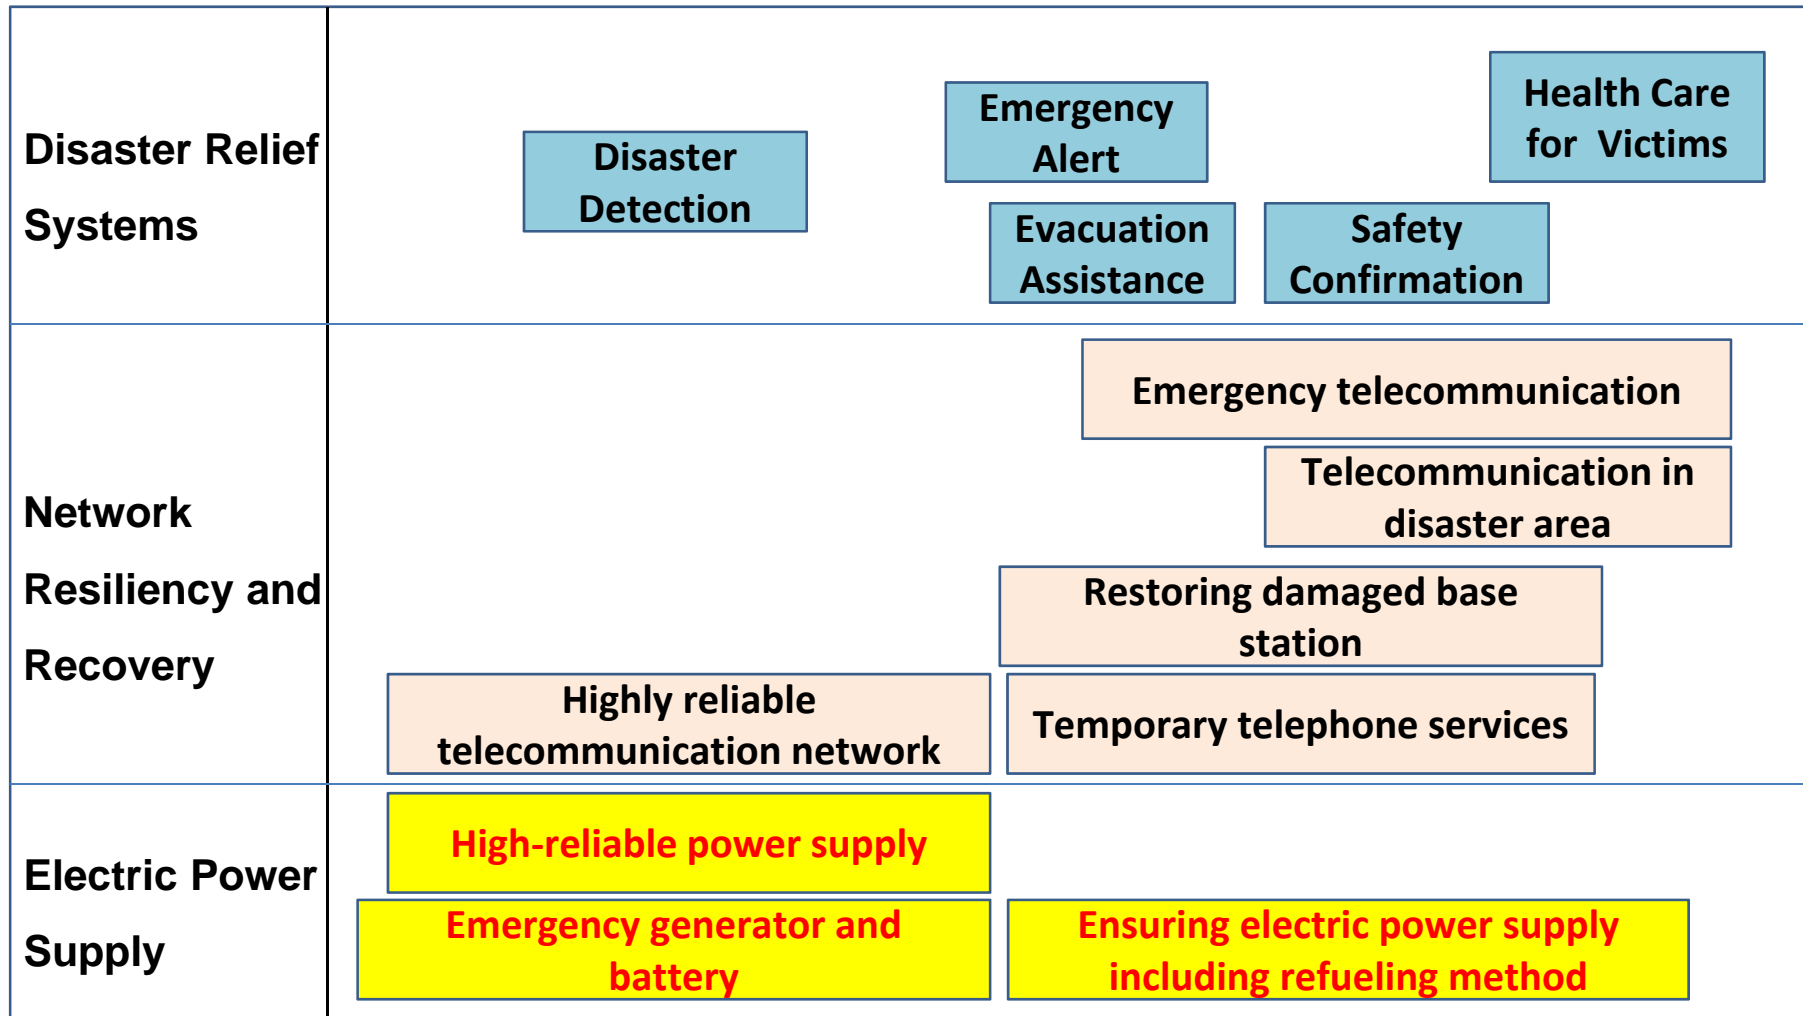 Disaster Relief
Systems
Disaster
Detection
Emergency
Alert
Health Care
for Victims
Evacuation
Assistance
Safety
Confirmation
Network
Resiliency and
Recovery
Emergency telecommunication
Telecommunication in
disaster area
Restoring damaged base
station
Highly reliable
telecommunication network
Temporary telephone services
Electric Power
Supply
High-reliable power supply
Emergency generator and
battery
Ensuring electric power supply
including refueling method